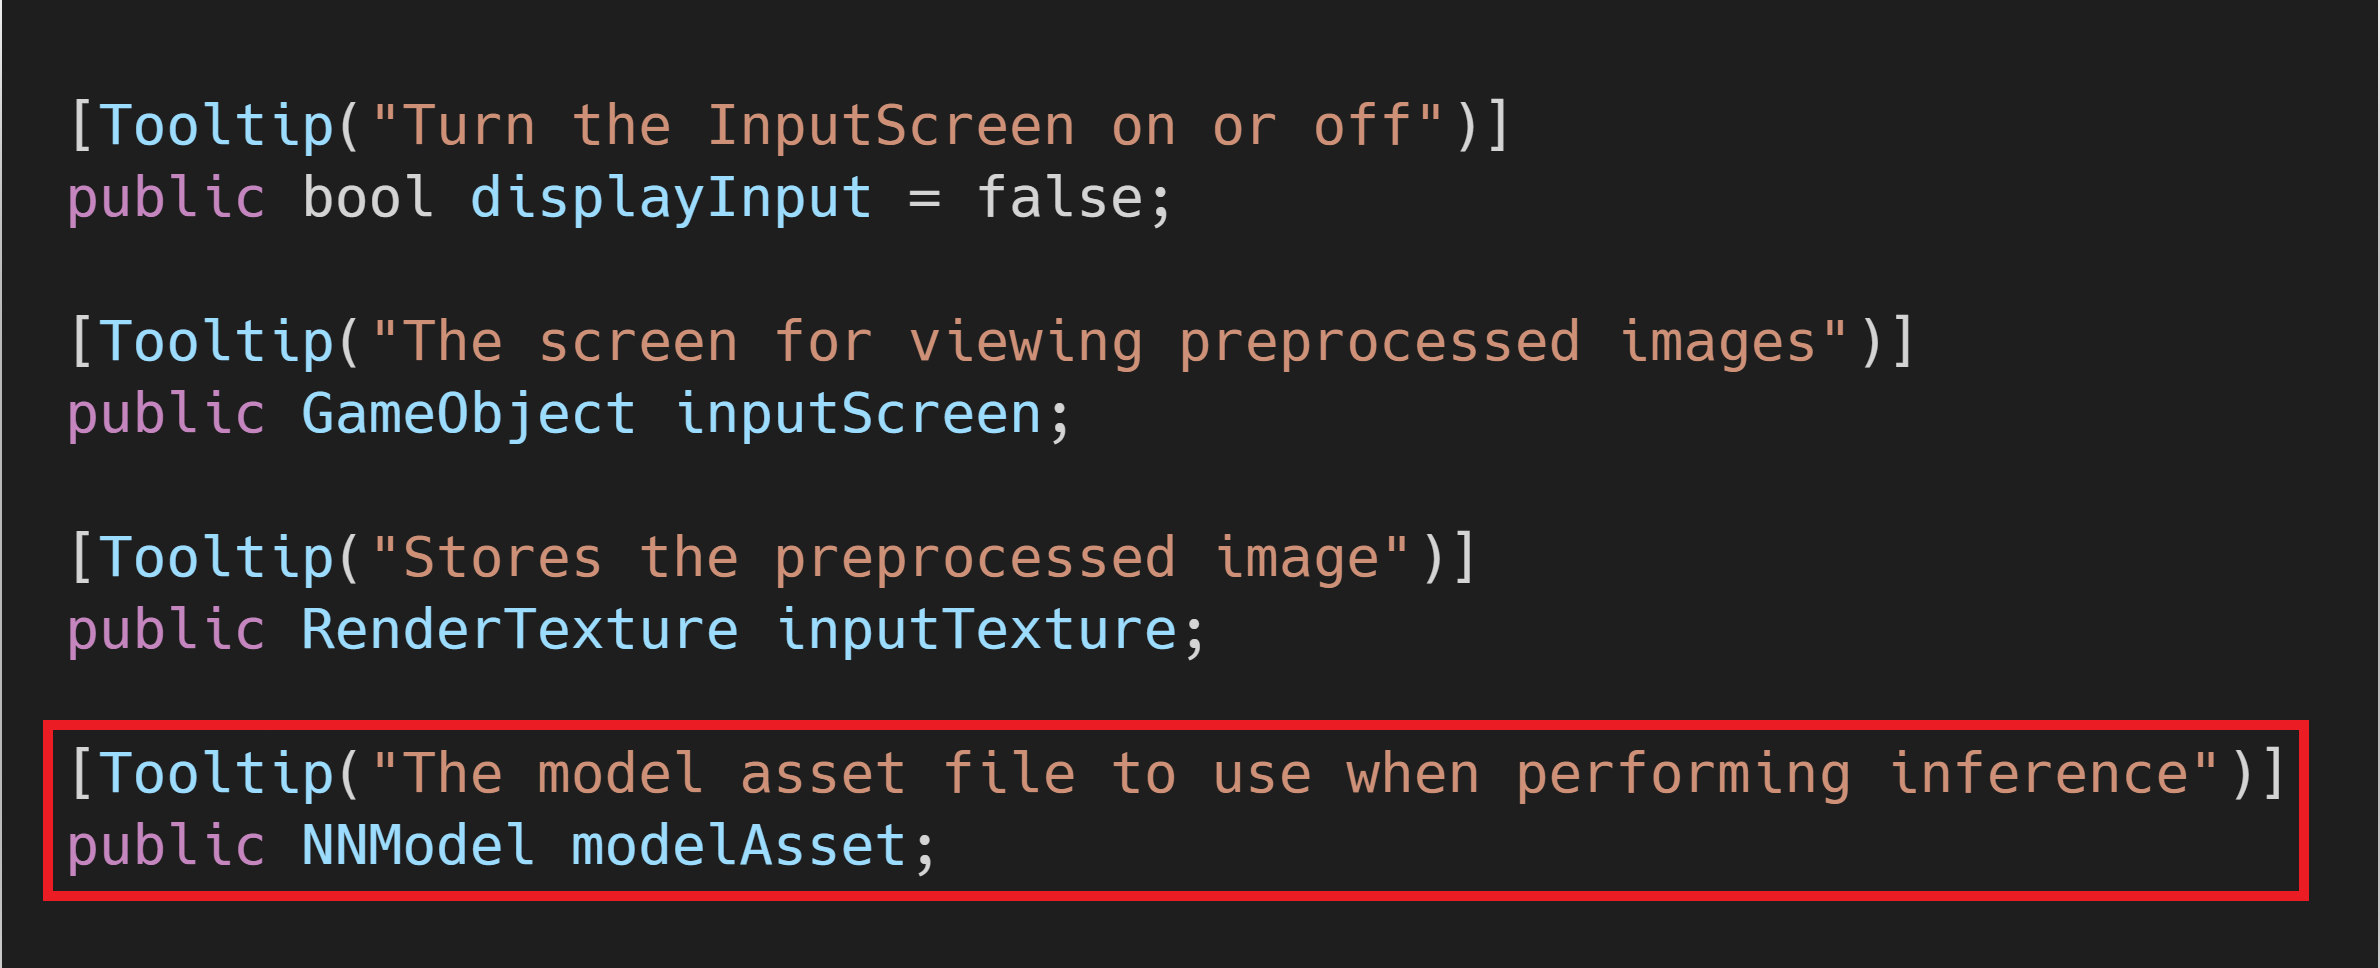 [Tooltip("Turn the InputScreen on or off")]
public bool displayInput = false;
[Tooltip("The screen for viewing preprocessed images")]
public GameObject inputScreen;
[Tooltip("Stores the preprocessed image")]
public RenderTexture inputTexture;
[Tooltip("The model asset file to use when performing inference")]
public NNModel modelAsset;